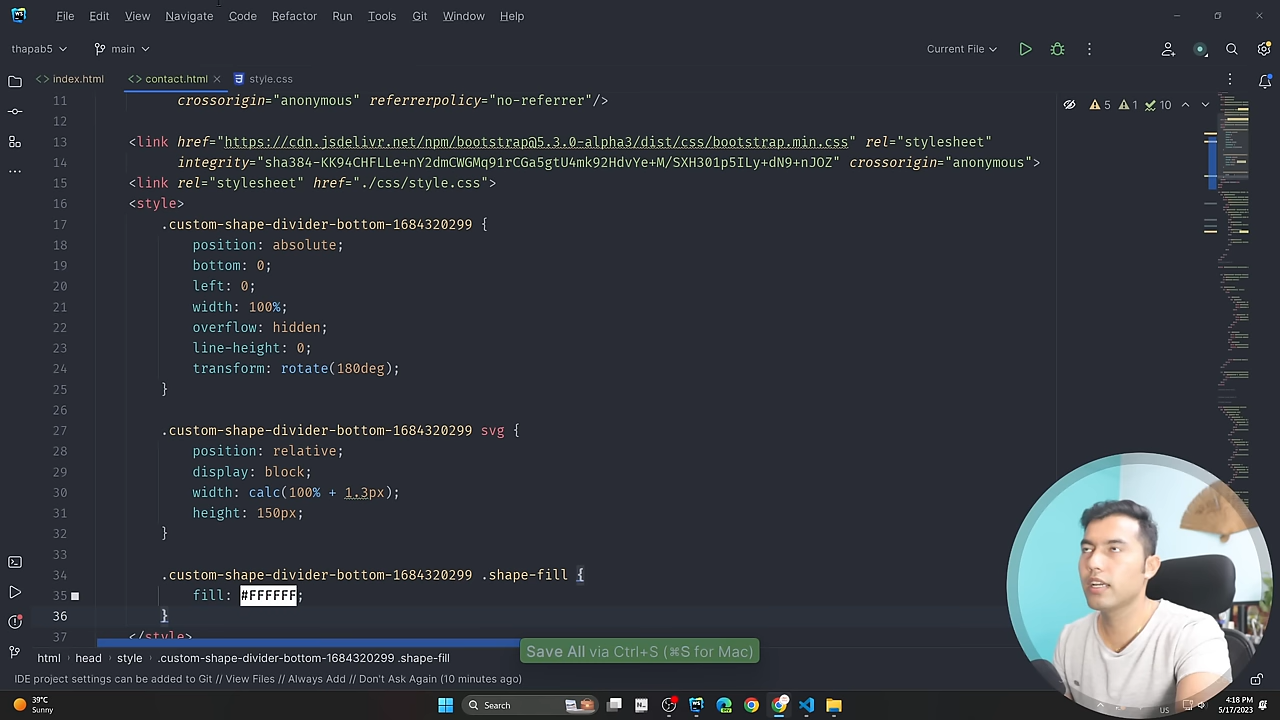 WS File Edit View Navigate Code Refactor Run Tools Git Window Help
thapab5 main Current File
index.html contact.html style.css
5 1 10
11 crossorigin="anonymous" referrerpolicy="no-referrer"/>
12
13 <link href="https://cdn.jsdelivr.net/npm/bootstrap@5.3.0-alpha3/dist/css/bootstrap.min.css" rel="stylesheet"
14 integrity="sha384-KK94CHFLLe+nY2dmCWGMq91rCGa5gtU4mk92HdvYe+M/SXH301p5ILy+dN9+nJOZ" crossorigin="anonymous">
15 <link rel="stylesheet" href="./css/style.css">
16 <style>
17 .custom-shape-divider-bottom-1684320299 {
18 position: absolute;
19 bottom: 0;
20 left: 0;
21 width: 100%;
22 overflow: hidden;
23 line-height: 0;
24 transform: rotate(180deg);
25 }
26
27 .custom-shape-divider-bottom-1684320299 svg {
28 position: relative;
29 display: block;
30 width: calc(100% + 1.3px);
31 height: 150px;
32 }
33
34 .custom-shape-divider-bottom-1684320299 .shape-fill {
35 fill: #FFFFFF;
36 }
37 </style>
Save All via Ctrl+S (⌘S for Mac)
html › head › style › .custom-shape-divider-bottom-1684320299 .shape-fill
IDE project settings can be added to Git // View Files // Always Add // Don't Ask Again (10 minutes ago)
39°C
Sunny
Search
US
4:18 PM
5/17/2023